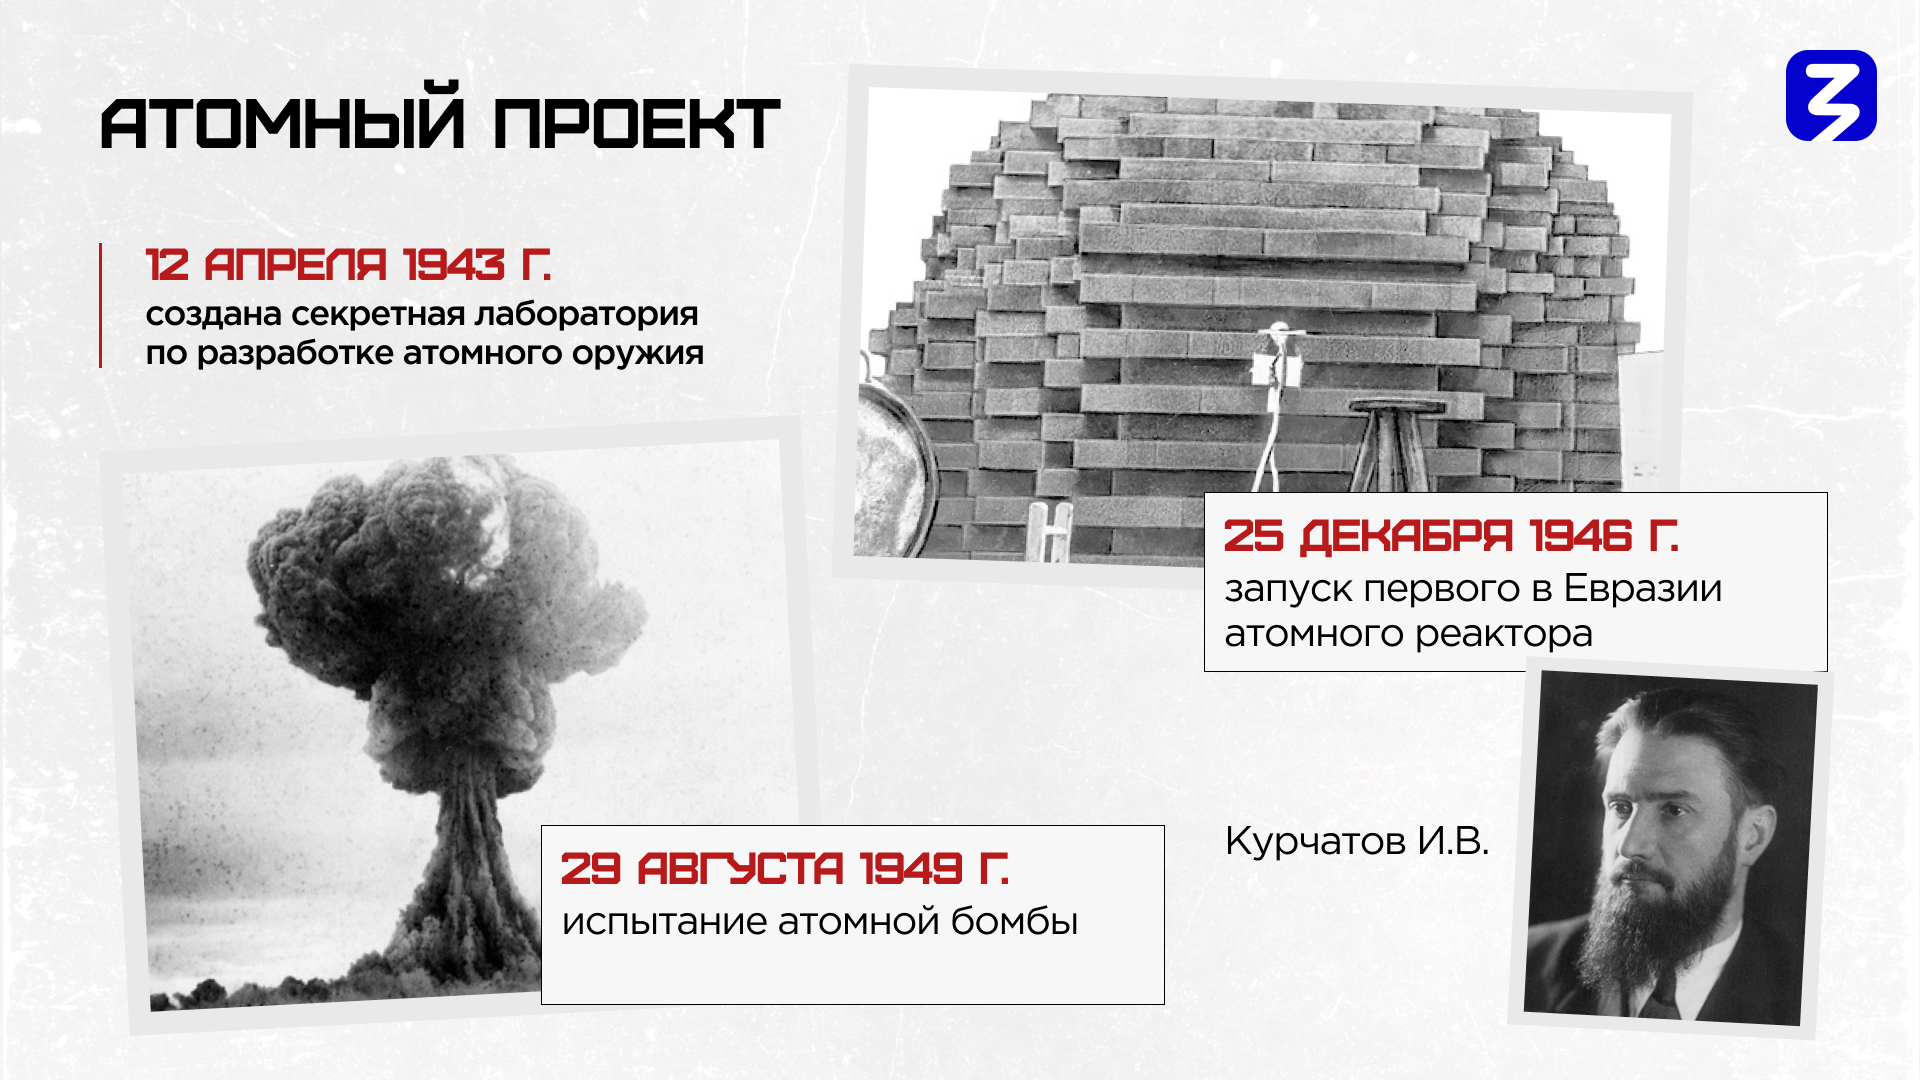 АТОМНЫЙ ПРОЕКТ
12 АПРЕЛЯ 1943 Г.
создана секретная лаборатория
по разработке атомного оружия
25 ДЕКАБРЯ 1946 Г.
запуск первого в Евразии
атомного реактора
29 АВГУСТА 1949 Г.
испытание атомной бомбы
Курчатов И.В.